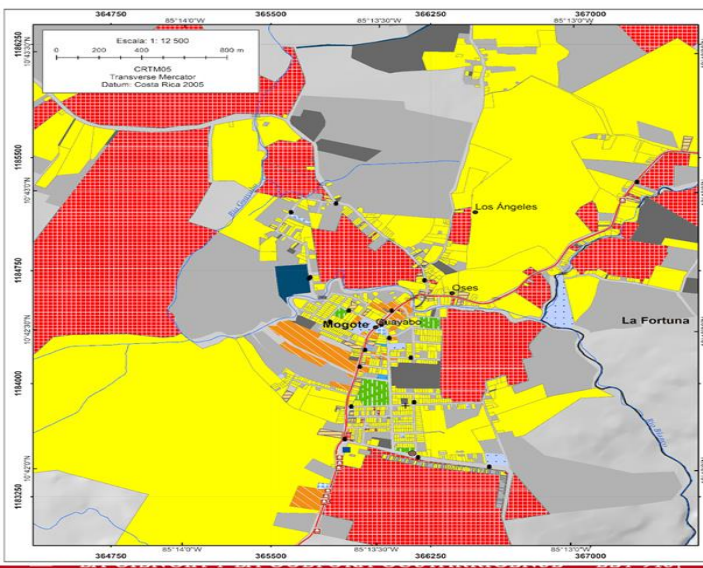 364750 365500 366250 367000
85°14'0"W 85°13'30"W 85°13'0"W
Escala: 1: 12 500
0 200 400 800 m
CRTM05
Transverse Mercator
Datum: Costa Rica 2005
1186250
10°43'30"N
1185500
10°43'0"N
Los Ángeles
1184750
Oses
Mogote
Guayabo
La Fortuna
10°42'30"N
1184000
Río Blanco
10°42'0"N
1183250
85°14'0"W 85°13'30"W 85°13'0"W
364750 365500 366250 367000